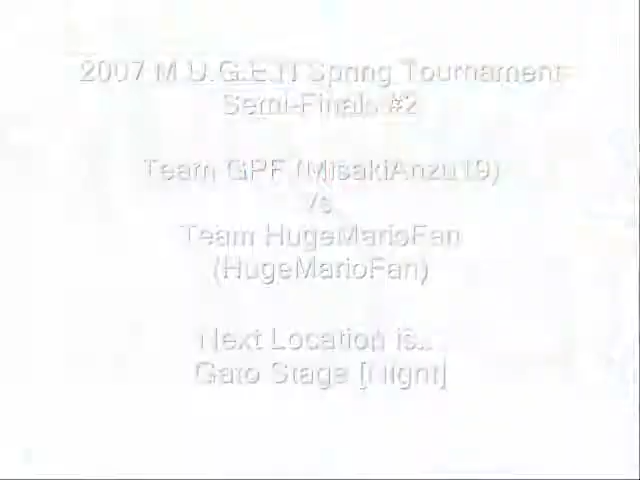 2007 M.U.G.E.N Spring Tournament
Semi-Finals #2
Team GPF (MisakiAnzu19)
vs
Team HugeMarioFan
(HugeMarioFan)
Next Location is...
Gato Stage [Night]